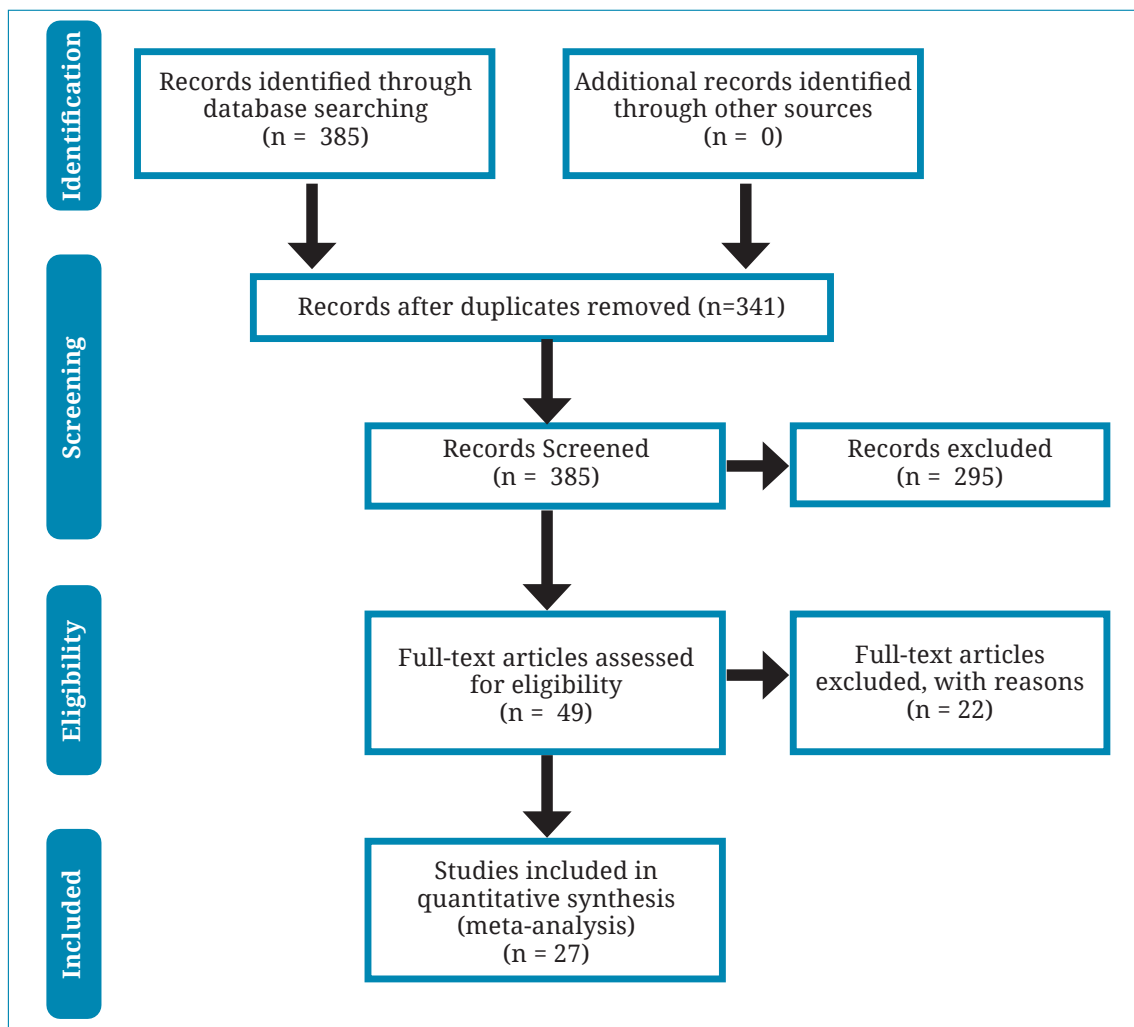 Identification
Records identified through
database searching
(n =  385)
Additional records identified
through other sources
(n =  0)
Screening
Records after duplicates removed (n=341)
Records Screened
(n =  385)
Records excluded
(n =  295)
Eligibility
Full-text articles assessed
for eligibility
(n =  49)
Full-text articles
excluded, with reasons
(n = 22)
Included
Studies included in
quantitative synthesis
(meta-analysis)
(n = 27)